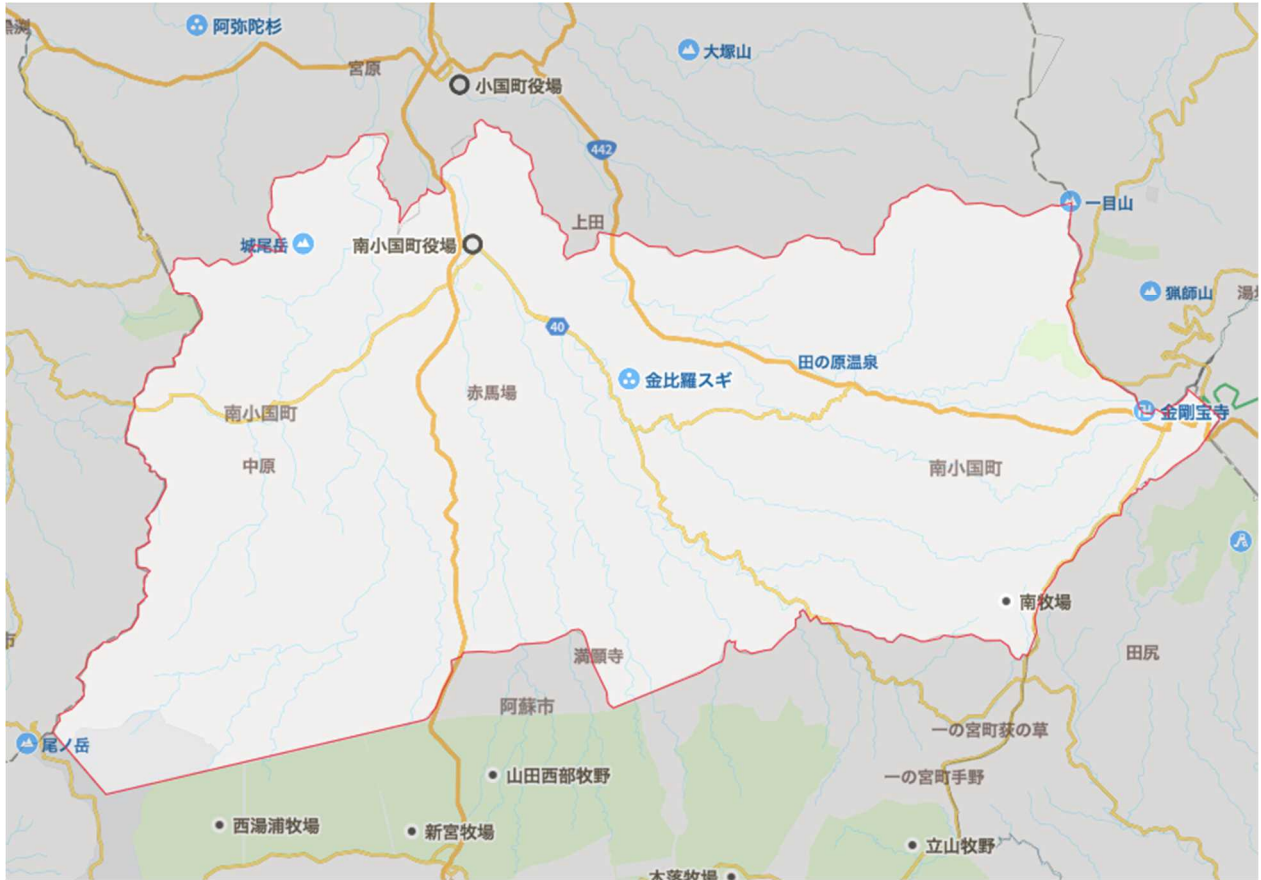 阿弥陀杉
大塚山
宮原
小国町役場
442
一目山
上田
城尾岳
南小国町役場
猟師山
40
田の原温泉
金比羅スギ
赤馬場
南小国町
金剛宝寺
中原
南小国町
南牧場
満願寺
田尻
阿蘇市
一の宮町荻の草
尾ノ岳
山田西部牧野
一の宮町手野
西湯浦牧場
新宮牧場
立山牧野
木落牧場